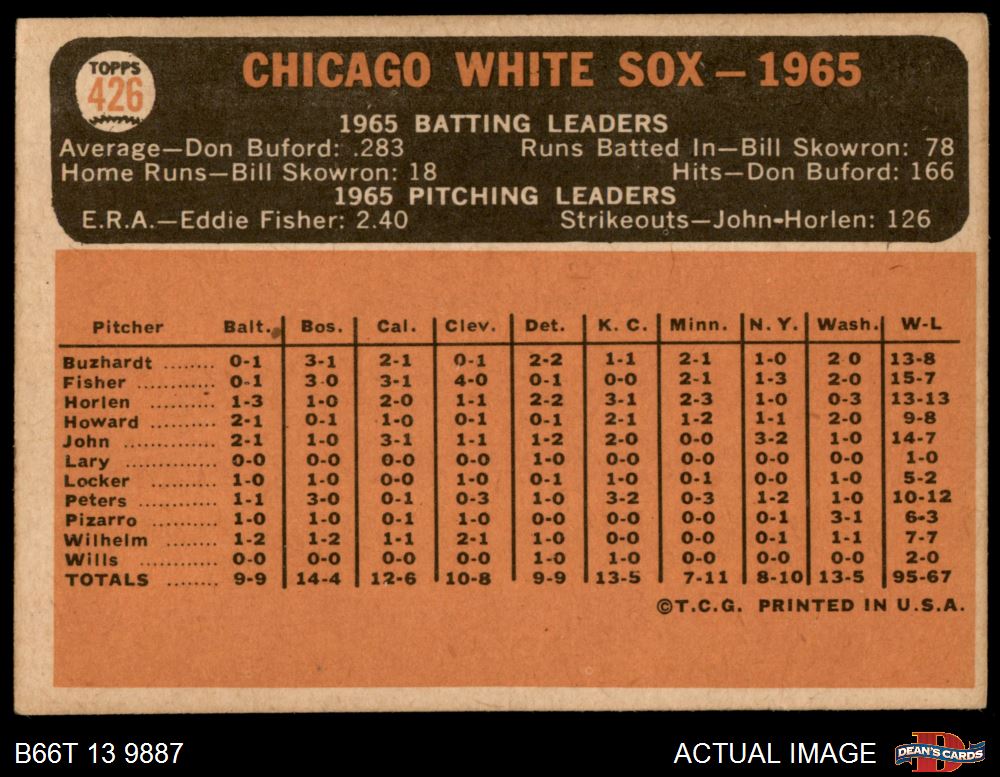 TOPPS
426
CHICAGO WHITE SOX — 1965
1965 BATTING LEADERS
Average—Don Buford: .283 Runs Batted In—Bill Skowron: 78
Home Runs—Bill Skowron: 18 Hits—Don Buford: 166
1965 PITCHING LEADERS
E.R.A.—Eddie Fisher: 2.40 Strikeouts—John-Horlen: 126
Pitcher Balt. Bos. Cal. Clev. Det. K. C. Minn. N. Y. Wash. W-L
Buzhardt ........ 0-1 3-1 2-1 0-1 2-2 1-1 2-1 1-0 2 0 13-8
Fisher ............ 0-1 3 0 3-1 4-0 0-1 0-0 2-1 1-3 2-0 15-7
Horlen .......... 1-3 1-0 2-0 1-1 2-2 3-1 2-3 1-0 0-3 13-13
Howard ......... 2-1 0-1 1-0 0-1 0-1 2-1 1-2 1-1 2-0 9-8
John .............. 2-1 1-0 3-1 1-1 1-2 2-0 0-0 3-2 1-0 14-7
Lary .............. 0-0 0-0 0-0 0-0 1-0 0-0 0-0 0-0 0-0 1-0
Locker .......... 1-0 1-0 0-0 1-0 0-1 1-0 0-1 0-0 1-0 5-2
Peters ........... 1-1 3-0 0-1 0-3 1-0 3-2 0-3 1-2 1-0 10-12
Pizarro .......... 1-0 1-0 0-1 1-0 0-0 0-0 0-0 0-1 3-1 6-3
Wilhelm ........ 1-2 1-2 1-1 2-1 0-0 0-0 0-0 0-1 1-1 7-7
Wills ............. 0-0 0-0 0-0 0-0 1-0 1-0 0-0 0-0 0-0 2-0
TOTALS ........ 9-9 14-4 12-6 10-8 9-9 13-5 7-11 8-10 13-5 95-67
©T.C.G. PRINTED IN U.S.A.
B66T 13 9887 ACTUAL IMAGE
D
DEAN'S CARDS